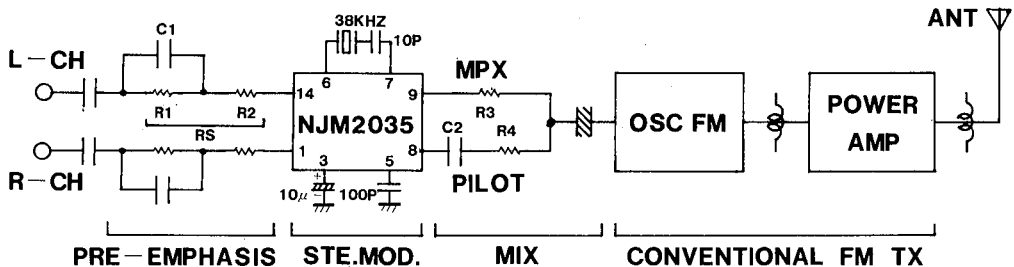 ANT
C1
38KHZ
10P
L-CH
6 7
MPX
14 9
R1 R2
R3
NJM2035
OSC FM
POWER
AMP
RS
C2 R4
1 8
3 5
R-CH
+
10μ
100P
PILOT
PRE-EMPHASIS STE.MOD. MIX CONVENTIONAL FM TX